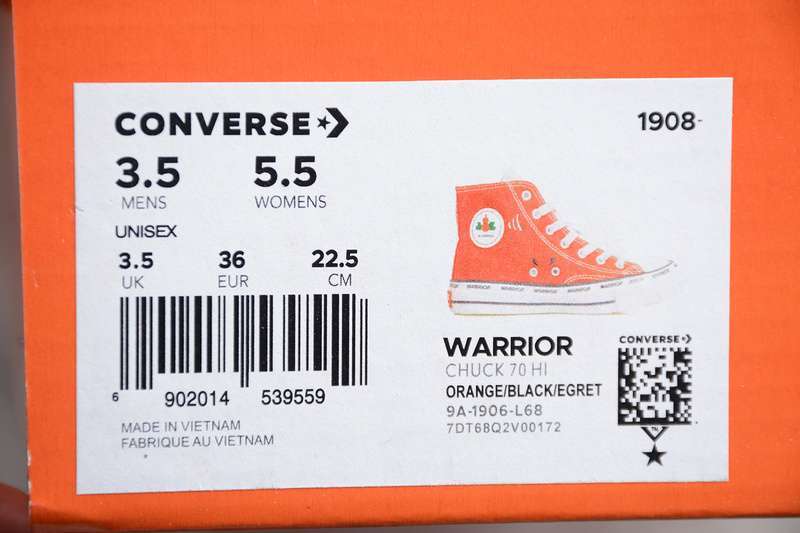 CONVERSE
1908-
3.5 5.5
MENS WOMENS
UNISEX
3.5 36 22.5
UK EUR CM
6 902014 539559
MADE IN VIETNAM
FABRIQUE AU VIETNAM
WARRIOR
CHUCK 70 HI
ORANGE/BLACK/EGRET
9A-1906-L68
7DT68Q2V00172
CONVERSE
TM